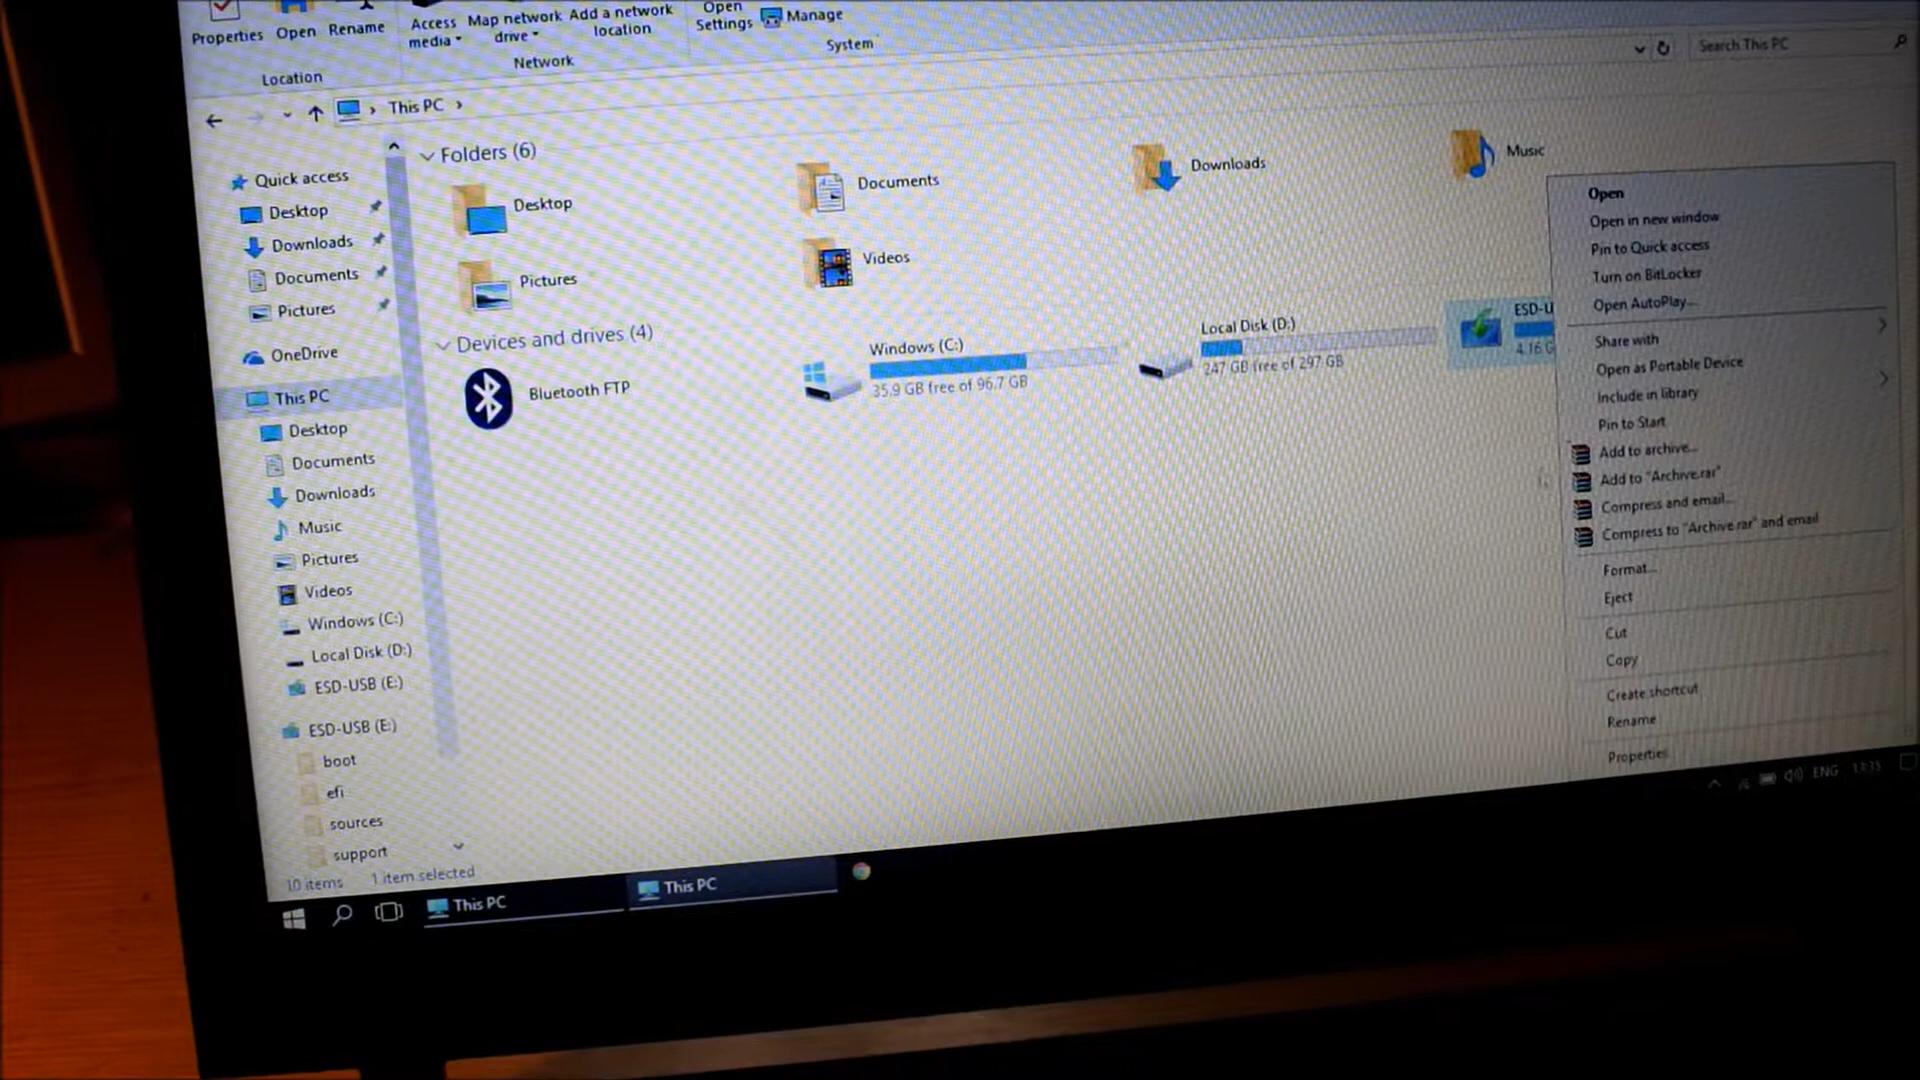 Properties
Open
Rename
Access media
Map network drive
Add a network location
Open Settings
Manage
Location
Network
System
This PC
Search This PC
Quick access
Desktop
Downloads
Documents
Pictures
OneDrive
This PC
Desktop
Documents
Downloads
Music
Pictures
Videos
Windows (C:)
Local Disk (D:)
ESD-USB (E:)
ESD-USB (E:)
boot
efi
sources
support
Folders (6)
Desktop
Documents
Downloads
Music
Pictures
Videos
Devices and drives (4)
Bluetooth FTP
Windows (C:)
35.9 GB free of 96.7 GB
Local Disk (D:)
247 GB free of 297 GB
ESD-U
4.16 G
Open
Open in new window
Pin to Quick access
Turn on BitLocker
Open AutoPlay...
Share with
Open as Portable Device
Include in library
Pin to Start
Add to archive...
Add to "Archive.rar"
Compress and email...
Compress to "Archive.rar" and email
Format...
Eject
Cut
Copy
Create shortcut
Rename
Properties
10 items
1 item selected
This PC
This PC
ENG
13:35